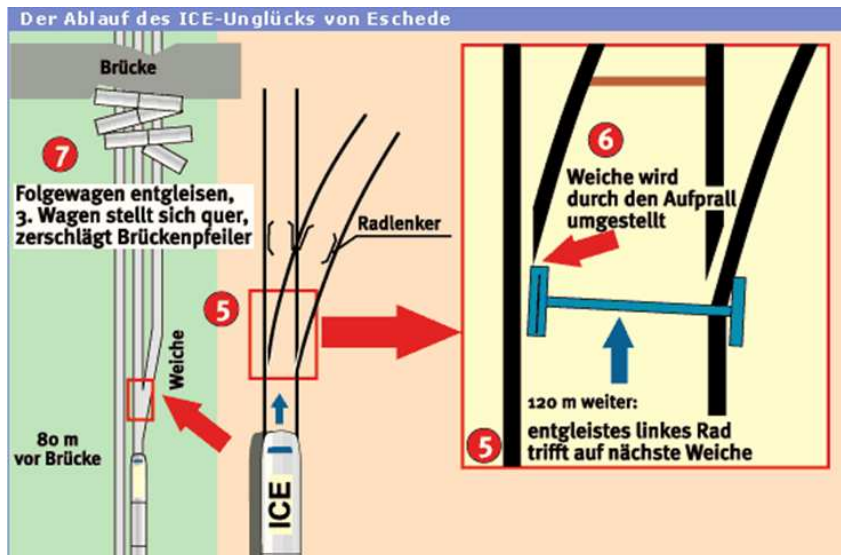 Der Ablauf des ICE-Unglücks von Eschede
Brücke
7
Folgewagen entgleisen,
3. Wagen stellt sich quer,
zerschlägt Brückenpfeiler
Weiche
80 m
vor Brücke
Radlenker
5
ICE
6
Weiche wird
durch den Aufprall
umgestellt
120 m weiter:
5
entgleistes linkes Rad
trifft auf nächste Weiche